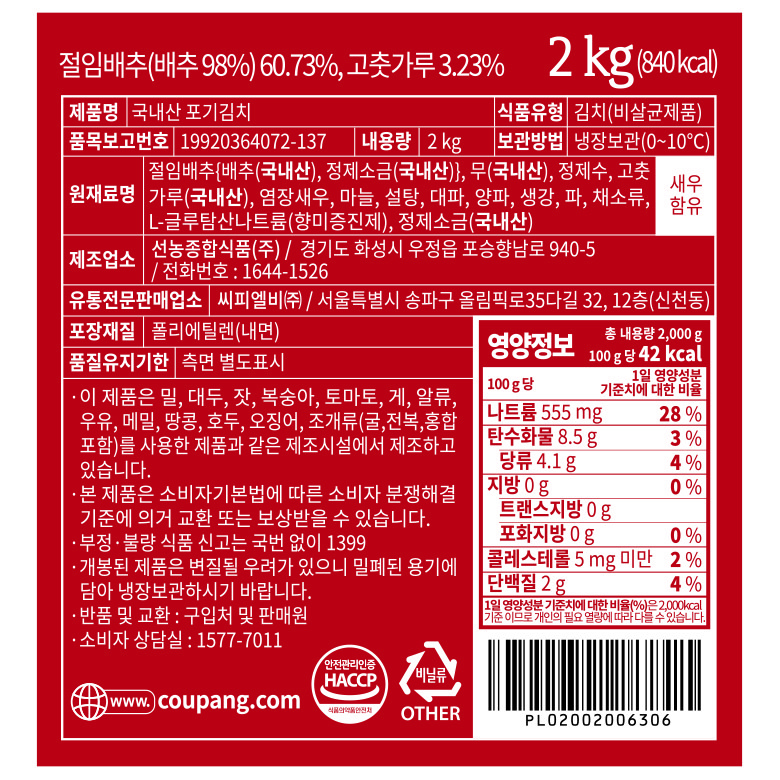 절임배추(배추 98%) 60.73%, 고춧가루 3.23% 2 kg (840 kcal)
제품명 국내산 포기김치 식품유형 김치(비살균제품)
품목보고번호 19920364072-137 내용량 2 kg 보관방법 냉장보관(0~10℃)
원재료명
절임배추{배추(국내산), 정제소금(국내산)}, 무(국내산), 정제수, 고춧
가루(국내산), 염장새우, 마늘, 설탕, 대파, 양파, 생강, 파, 채소류,
L-글루탐산나트륨(향미증진제), 정제소금(국내산)
새우
함유
제조업소
선농종합식품(주) / 경기도 화성시 우정읍 포승향남로 940-5
/ 전화번호 : 1644-1526
유통전문판매업소 씨피엘비㈜ / 서울특별시 송파구 올림픽로35다길 32, 12층(신천동)
포장재질 폴리에틸렌(내면)
품질유지기한 측면 별도표시
· 이 제품은 밀, 대두, 잣, 복숭아, 토마토, 게, 알류,
우유, 메밀, 땅콩, 호두, 오징어, 조개류(굴,전복,홍합
포함)를 사용한 제품과 같은 제조시설에서 제조하고
있습니다.
· 본 제품은 소비자기본법에 따른 소비자 분쟁해결
기준에 의거 교환 또는 보상받을 수 있습니다.
· 부정·불량 식품 신고는 국번 없이 1399
· 개봉된 제품은 변질될 우려가 있으니 밀폐된 용기에
담아 냉장보관하시기 바랍니다.
· 반품 및 교환 : 구입처 및 판매원
· 소비자 상담실 : 1577-7011
www. coupang.com
안전관리인증
HACCP
식품의약품안전처
비닐류
OTHER
영양정보
총 내용량 2,000 g
100 g 당 42 kcal
100 g 당
1일 영양성분
기준치에 대한 비율
나트륨 555 mg 28 %
탄수화물 8.5 g 3 %
당류 4.1 g 4 %
지방 0 g 0 %
트랜스지방 0 g
포화지방 0 g 0 %
콜레스테롤 5 mg 미만 2 %
단백질 2 g 4 %
1일 영양성분 기준치에 대한 비율(%)은 2,000kcal
기준 이므로 개인의 필요 열량에 따라 다를 수 있습니다.
PL02002006306